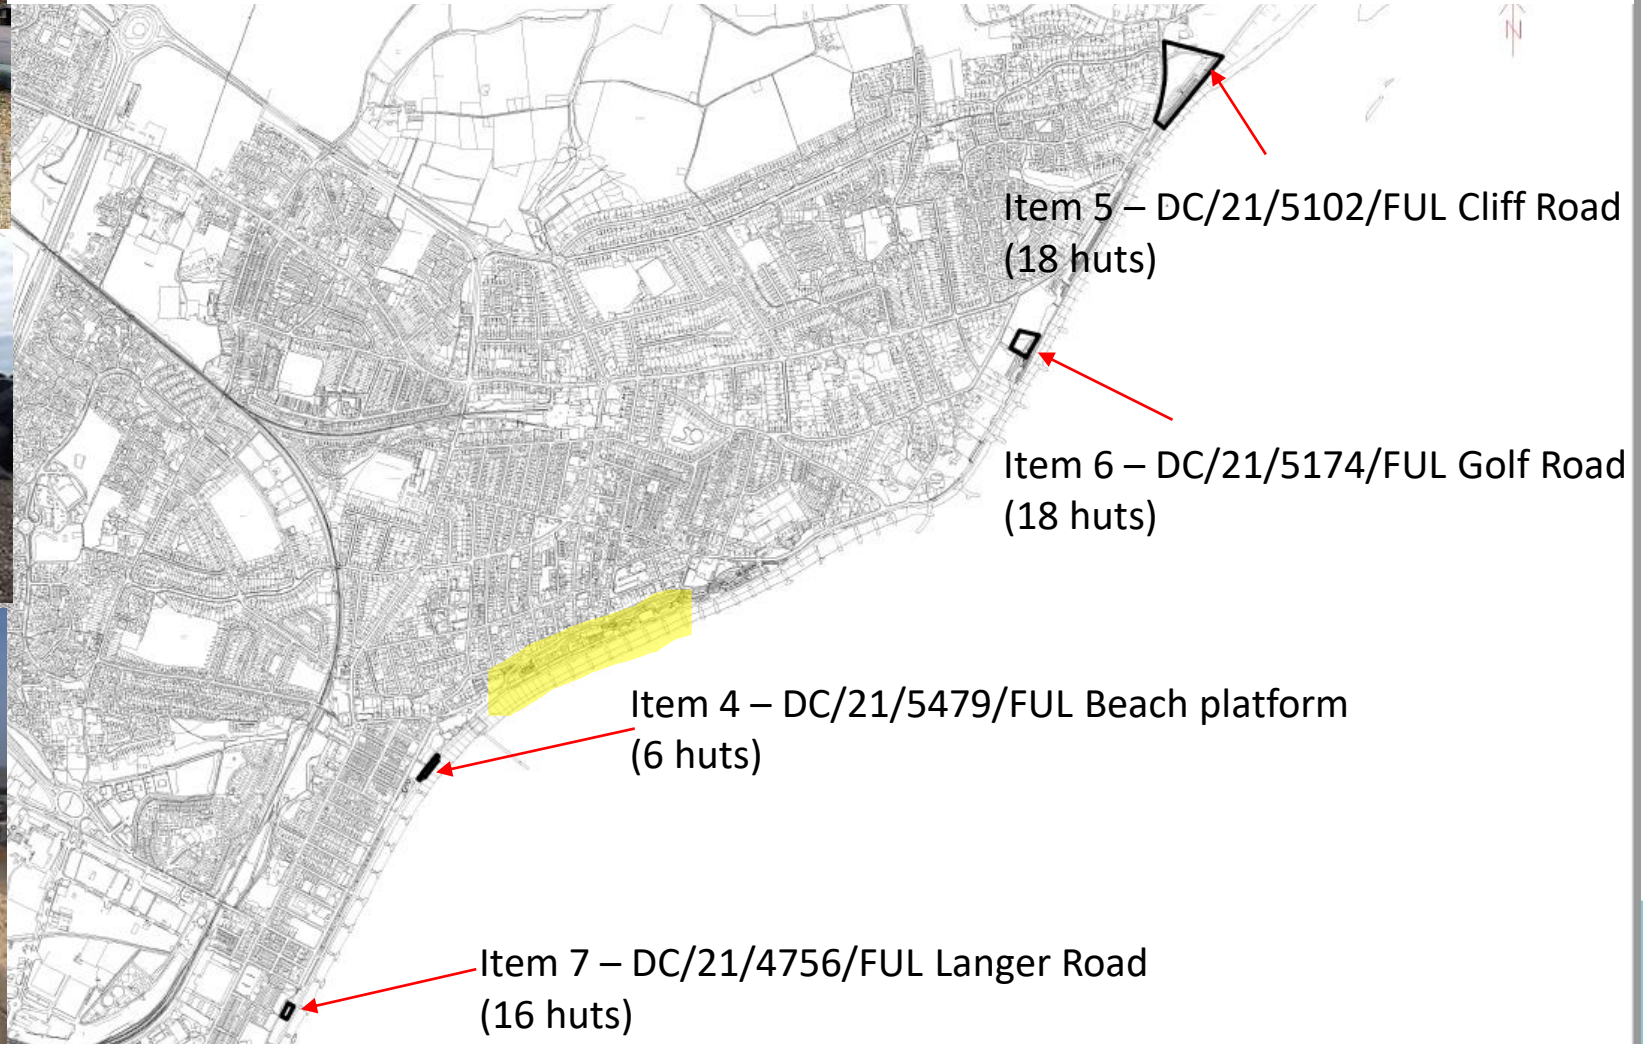 N
Item 5 – DC/21/5102/FUL Cliff Road
(18 huts)
Item 6 – DC/21/5174/FUL Golf Road
(18 huts)
Item 4 – DC/21/5479/FUL Beach platform
(6 huts)
Item 7 – DC/21/4756/FUL Langer Road
(16 huts)